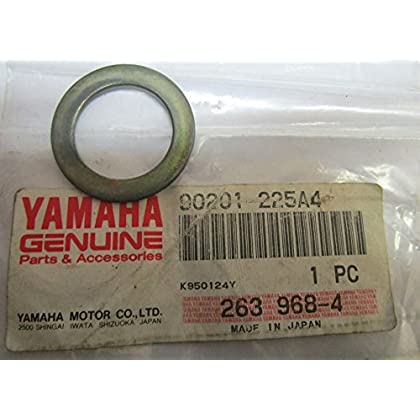 90201-225A4
YAMAHA
GENUINE
Parts & Accessories
K950124Y
1 PC
YAMAHA MOTOR CO., LTD.
2500 SHINGAI IWATA SHIZUOKA JAPAN
263 968-4
MADE IN JAPAN